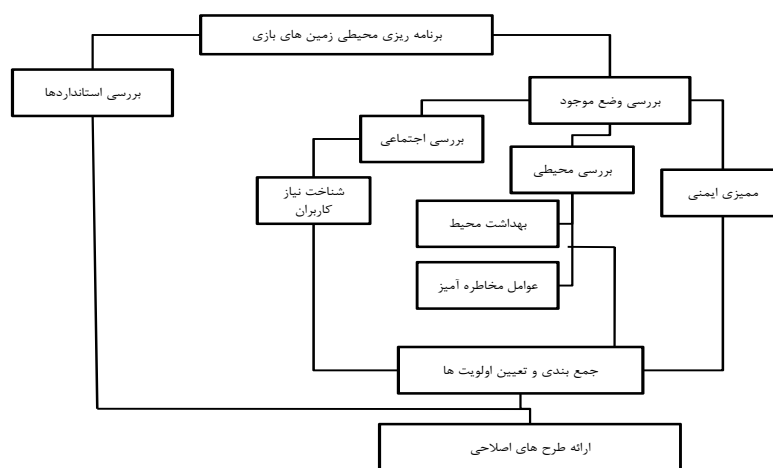 برنامه ریزی محیطی زمین های بازی
بررسی استانداردها
بررسی وضع موجود
بررسی اجتماعی
بررسی محیطی
ممیزی ایمنی
شناخت نیاز
کاربران
بهداشت محیط
عوامل مخاطره آمیز
جمع بندی و تعیین اولویت ها
ارائه طرح های اصلاحی